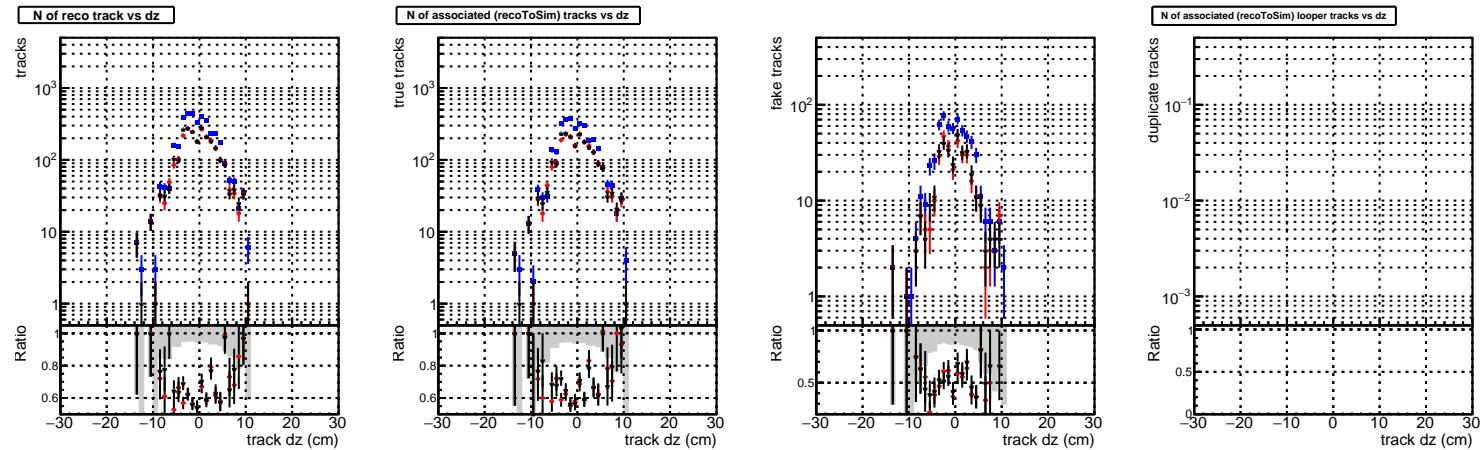 N of reco track vs dz
tracks
10³
10²
10
1
Ratio
1
0.8
0.6
−30 −20 −10 0 10 20 30
track dz (cm)
N of associated (recoToSim) tracks vs dz
true tracks
10³
10²
10
1
Ratio
1
0.8
0.6
−30 −20 −10 0 10 20 30
track dz (cm)
fake tracks
10²
10
1
Ratio
1
0.5
−30 −20 −10 0 10 20 30
track dz (cm)
N of associated (recoToSim) looper tracks vs dz
duplicate tracks
10⁻¹
10⁻²
10⁻³
Ratio
1
0.5
0
−30 −20 −10 0 10 20 30
track dz (cm)